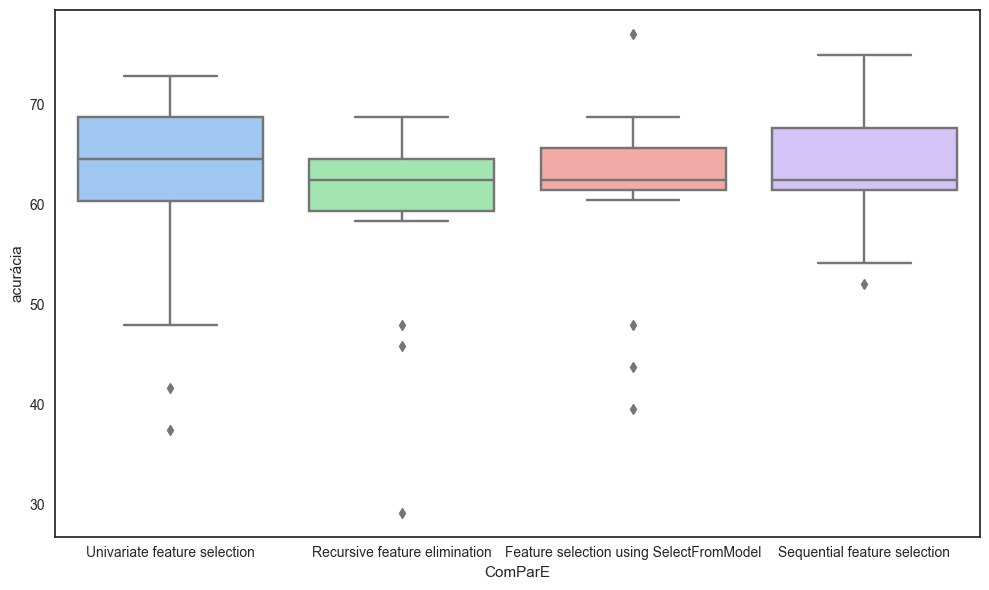 70
60
50
40
30
acurácia
Univariate feature selection
Recursive feature elimination
Feature selection using SelectFromModel
Sequential feature selection
ComParE